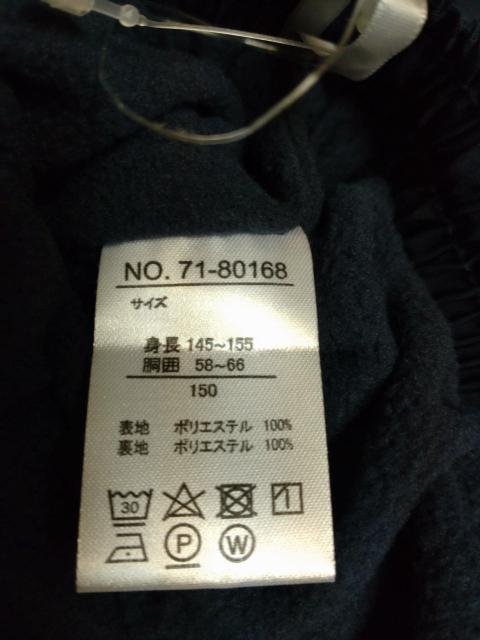 NO. 71-80168
サイズ
身長 145~155
胴囲 58~66
150
表地 ポリエステル 100%
裏地 ポリエステル 100%
30
P W